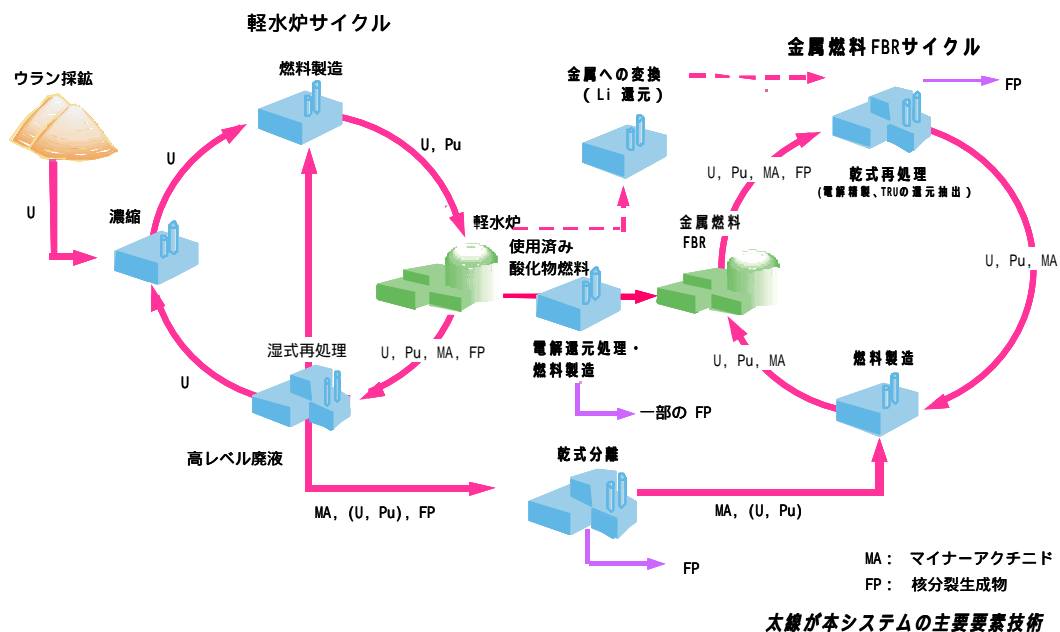 軽水炉サイクル
金属燃料FBRサイクル
ウラン採鉱
燃料製造
金属への変換
(Li 還元)
FP
U, Pu
U
乾式再処理
(電解精製、TRUの還元抽出)
U, Pu, MA, FP
U
濃縮
軽水炉
金属燃料
FBR
使用済み
酸化物燃料
U, Pu, MA
湿式再処理
U, Pu, MA, FP
電解還元処理・
燃料製造
U, Pu, MA
燃料製造
U
一部の FP
高レベル廃液
乾式分離
MA, (U, Pu), FP
MA, (U, Pu)
FP
MA: マイナーアクチニド
FP: 核分裂生成物
太線が本システムの主要要素技術